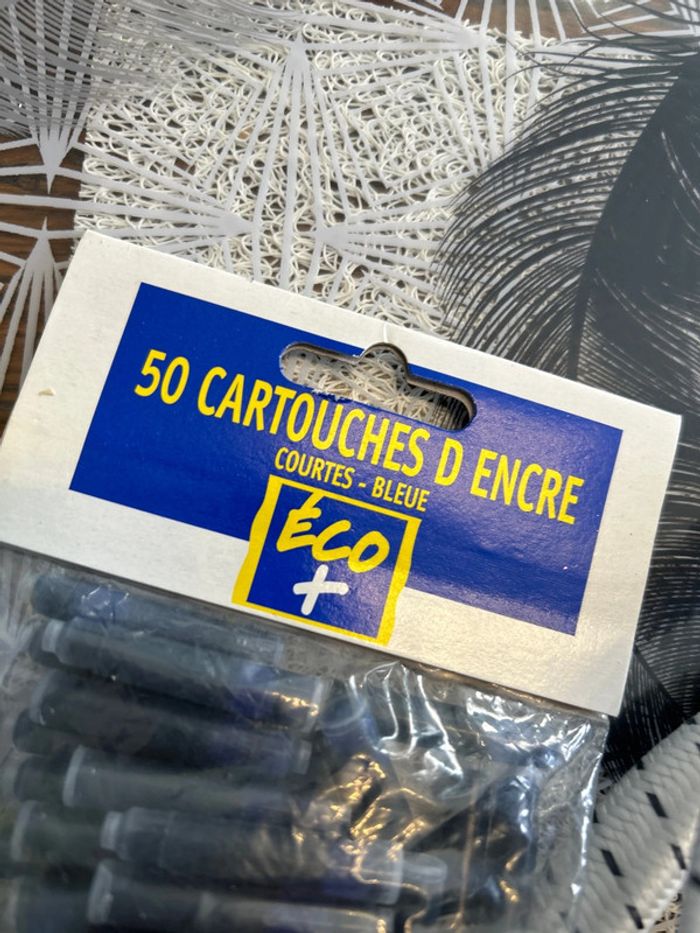 50 CARTOUCHES D ENCRE
COURTES - BLEUE
ÉCO
+